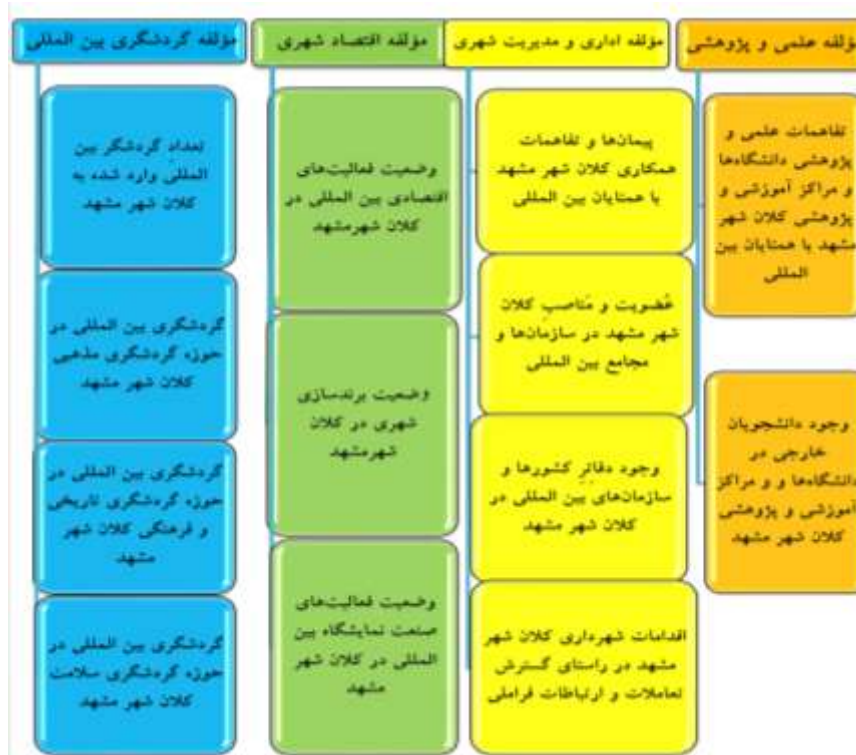 مؤلفه علمی و پژوهشی
تفاهمات علمی و
پژوهشی دانشگاه‌ها
و مراکز آموزشی و
پژوهشی کلان شهر
مشهد با همتایان بین
المللی
وجود دانشجویان
خارجی در
دانشگاه‌ها و و مراکز
آموزشی و پژوهشی
کلان شهر مشهد
مؤلفه اداری و مدیریت شهری
پیمان‌ها و تفاهمات
همکاری کلان شهر مشهد
با همتایان بین المللی
عُضویت و مَناصبِ کلان
شهر مشهد در سازمان‌ها و
مجامع بین المللی
وجود دفاترِ کشورها و
سازمان‌های بین المللی در
کلان شهر مشهد
اقدامات شهرداری کلان شهر
مشهد در راستای گسترش
تعاملات و ارتباطات فراملی
مؤلفه اقتصاد شهری
وضعیت فعالیت‌های
اقتصادی بین المللی در
کلان شهرمشهد
وضعیت برندسازی
شهری در کلان
شهرمشهد
وضعیت فعالیت‌های
صنعت نمایشگاه بین
المللی در کلان شهر
مشهد
مؤلفه گردشگری بین المللی
تعدادِ گردشگر بین
المللی وارد شده به
کلان شهر مشهد
گردشگری بین المللی در
حوزه گردشگری مذهبی
کلان شهر مشهد
گردشگری بین المللی در
حوزه گردشگری تاریخی
و فرهنگی کلان شهر
مشهد
گردشگری بین المللی در
حوزه گردشگری سلامت
کلان شهر مشهد